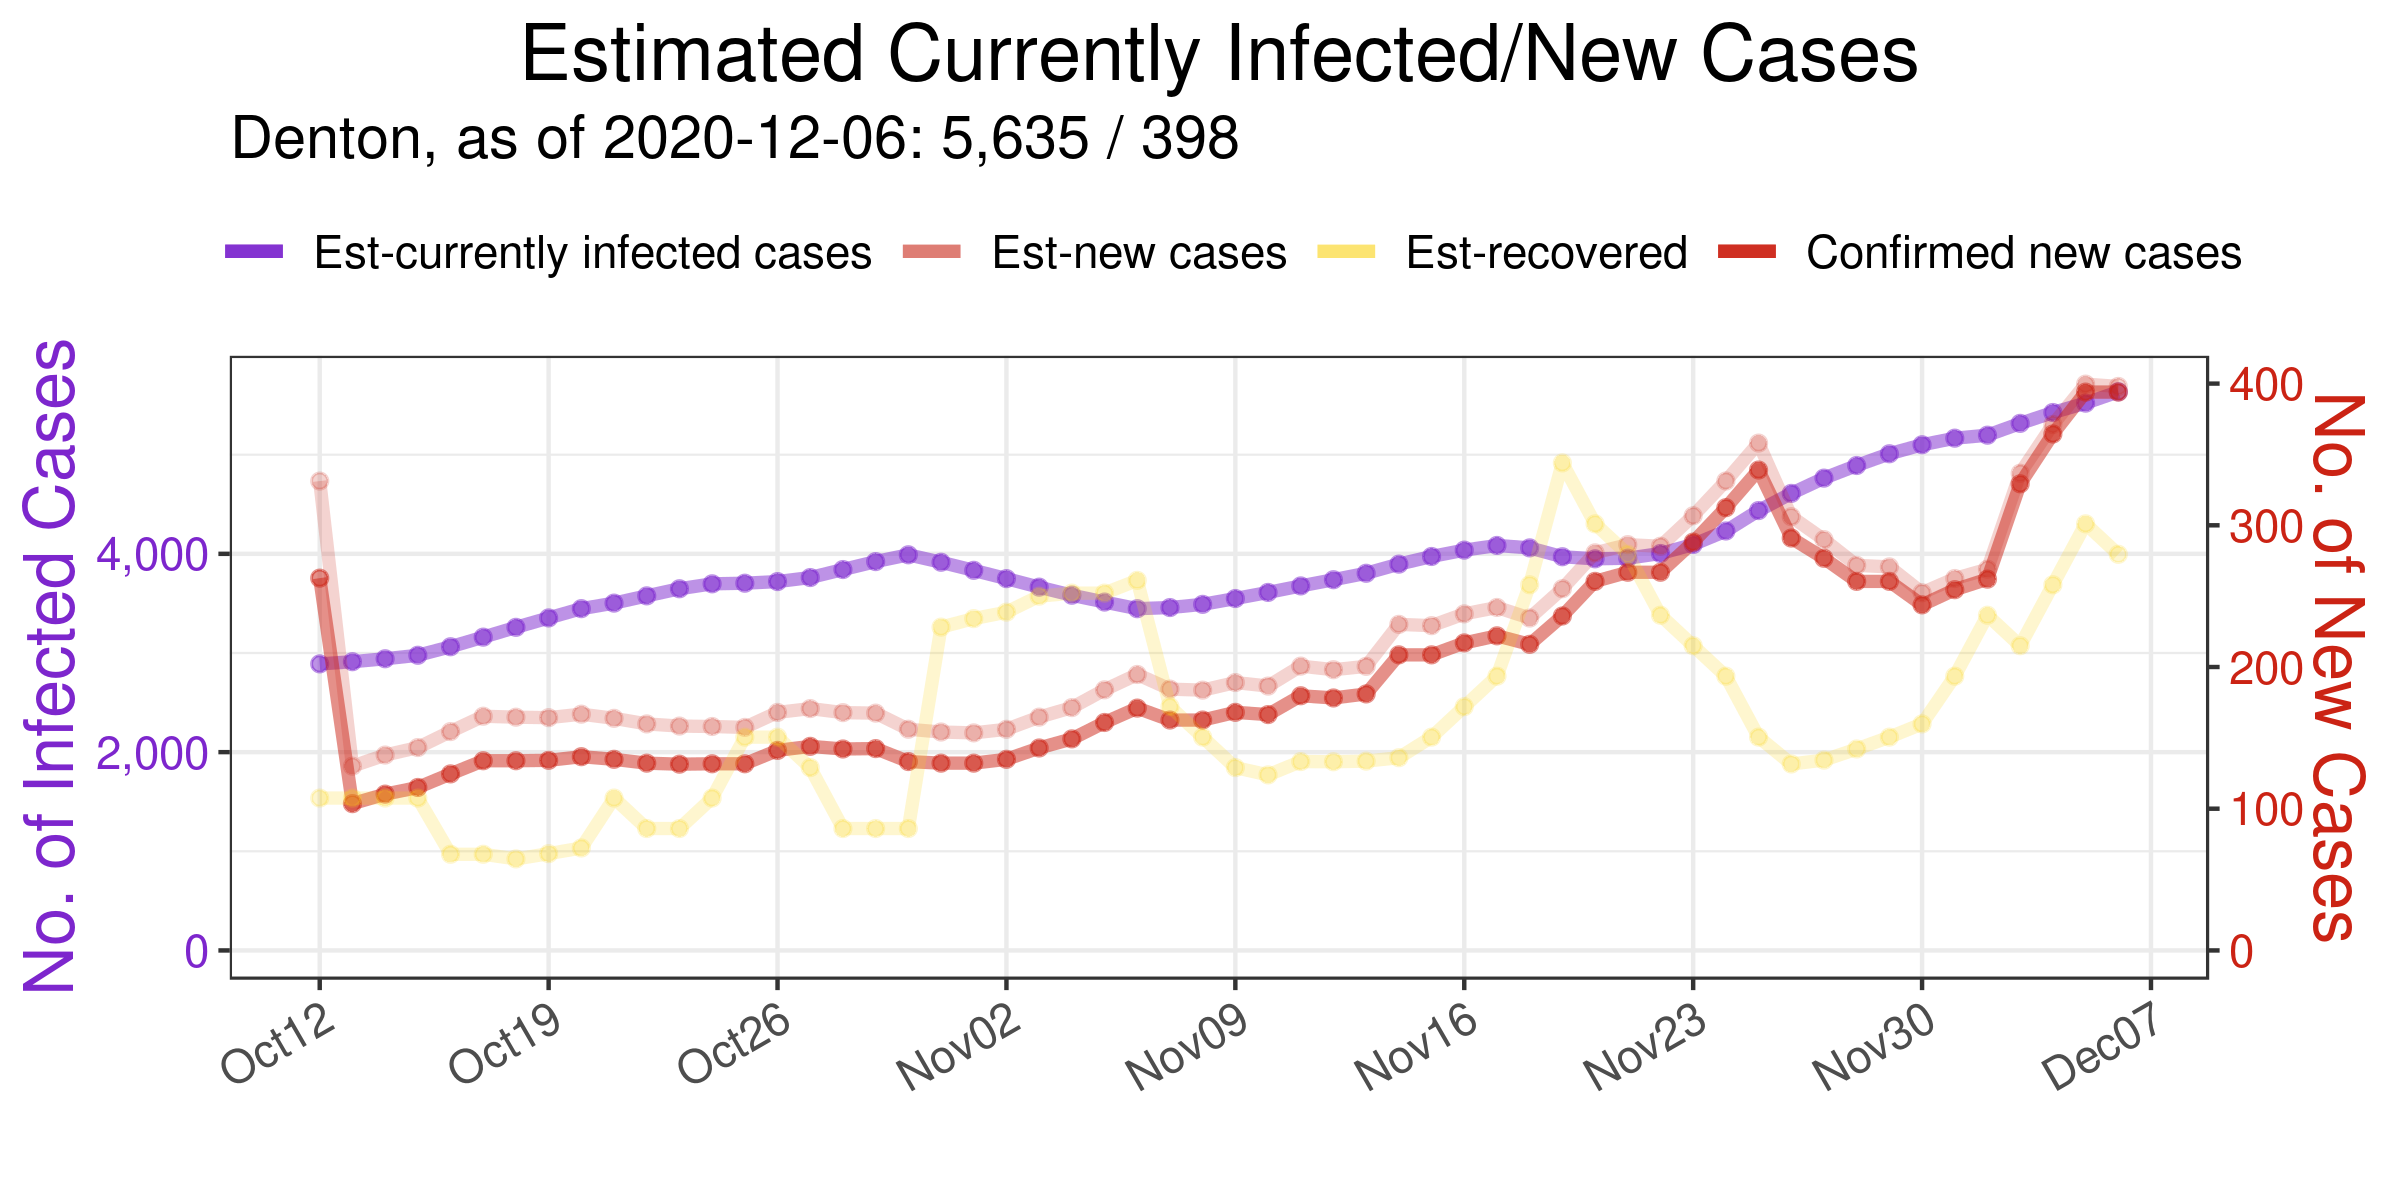 Estimated Currently Infected/New Cases
Denton, as of 2020-12-06: 5,635 / 398
Est-currently infected cases Est-new cases Est-recovered Confirmed new cases
No. of Infected Cases
4,000
2,000
0
400
300
200
100
0
No. of New Cases
Oct12 Oct19 Oct26 Nov02 Nov09 Nov16 Nov23 Nov30 Dec07